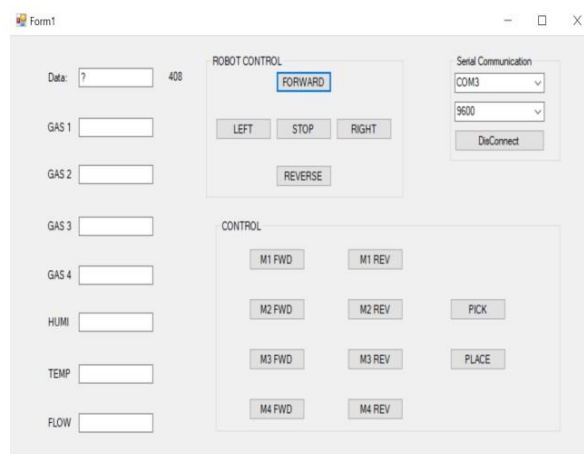 Form1
Data: ? 408
GAS 1
GAS 2
GAS 3
GAS 4
HUMI
TEMP
FLOW
ROBOT CONTROL
FORWARD
LEFT STOP RIGHT
REVERSE
Serial Communication
COM3
9600
DisConnect
CONTROL
M1 FWD M1 REV
M2 FWD M2 REV PICK
M3 FWD M3 REV PLACE
M4 FWD M4 REV